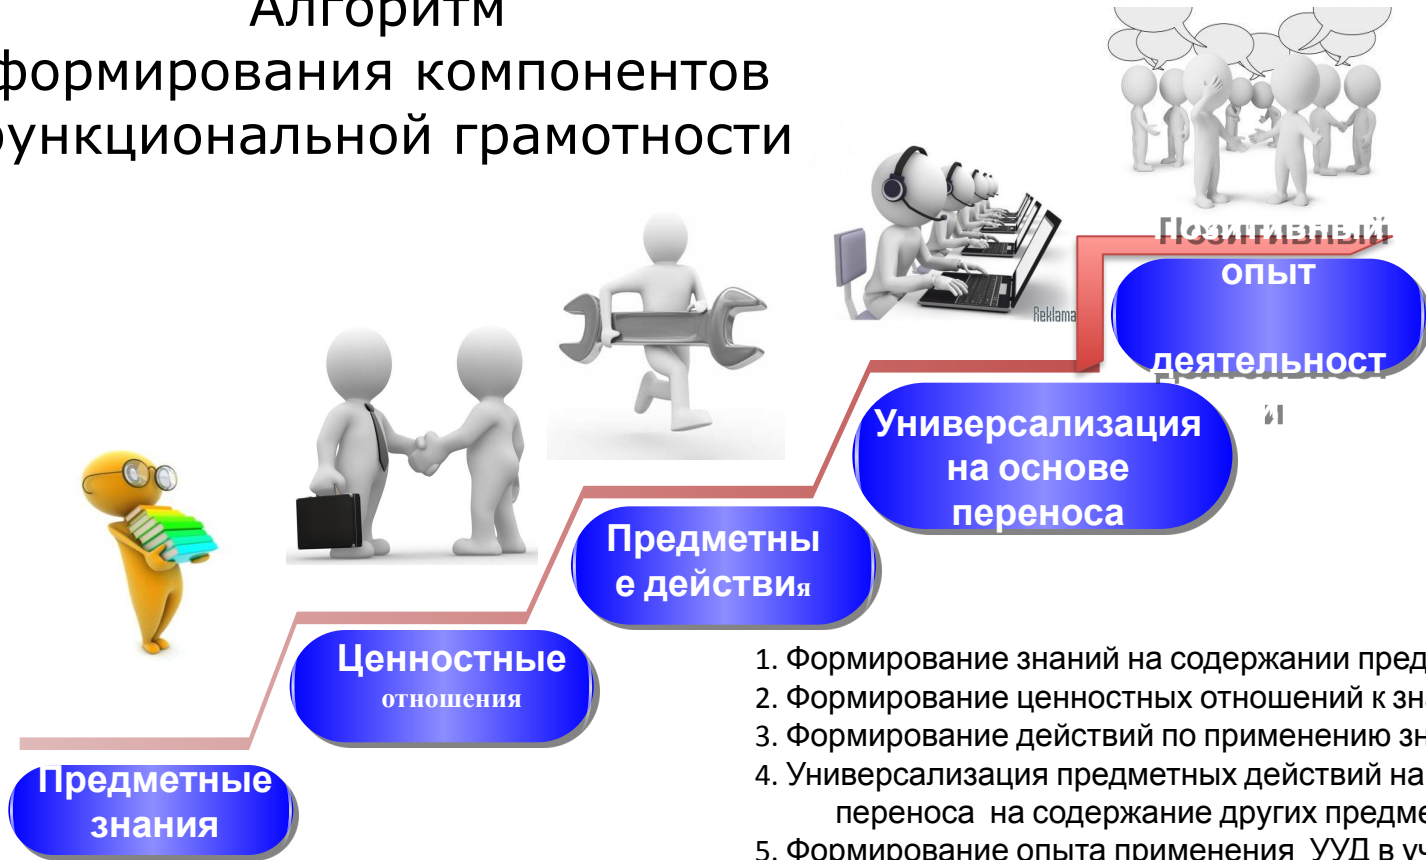 Алгоритм
формирования компонентов
функциональной грамотности
Reklama
Позитивный
опыт
деятельност
и
Универсализация
на основе
переноса
Предметны
е действия
Ценностные
отношения
Предметные
знания
1. Формирование знаний на содержании пред
2. Формирование ценностных отношений к зн
3. Формирование действий по применению зн
4. Универсализация предметных действий на
переноса на содержание других предме
5. Формирование опыта применения УУД в уч